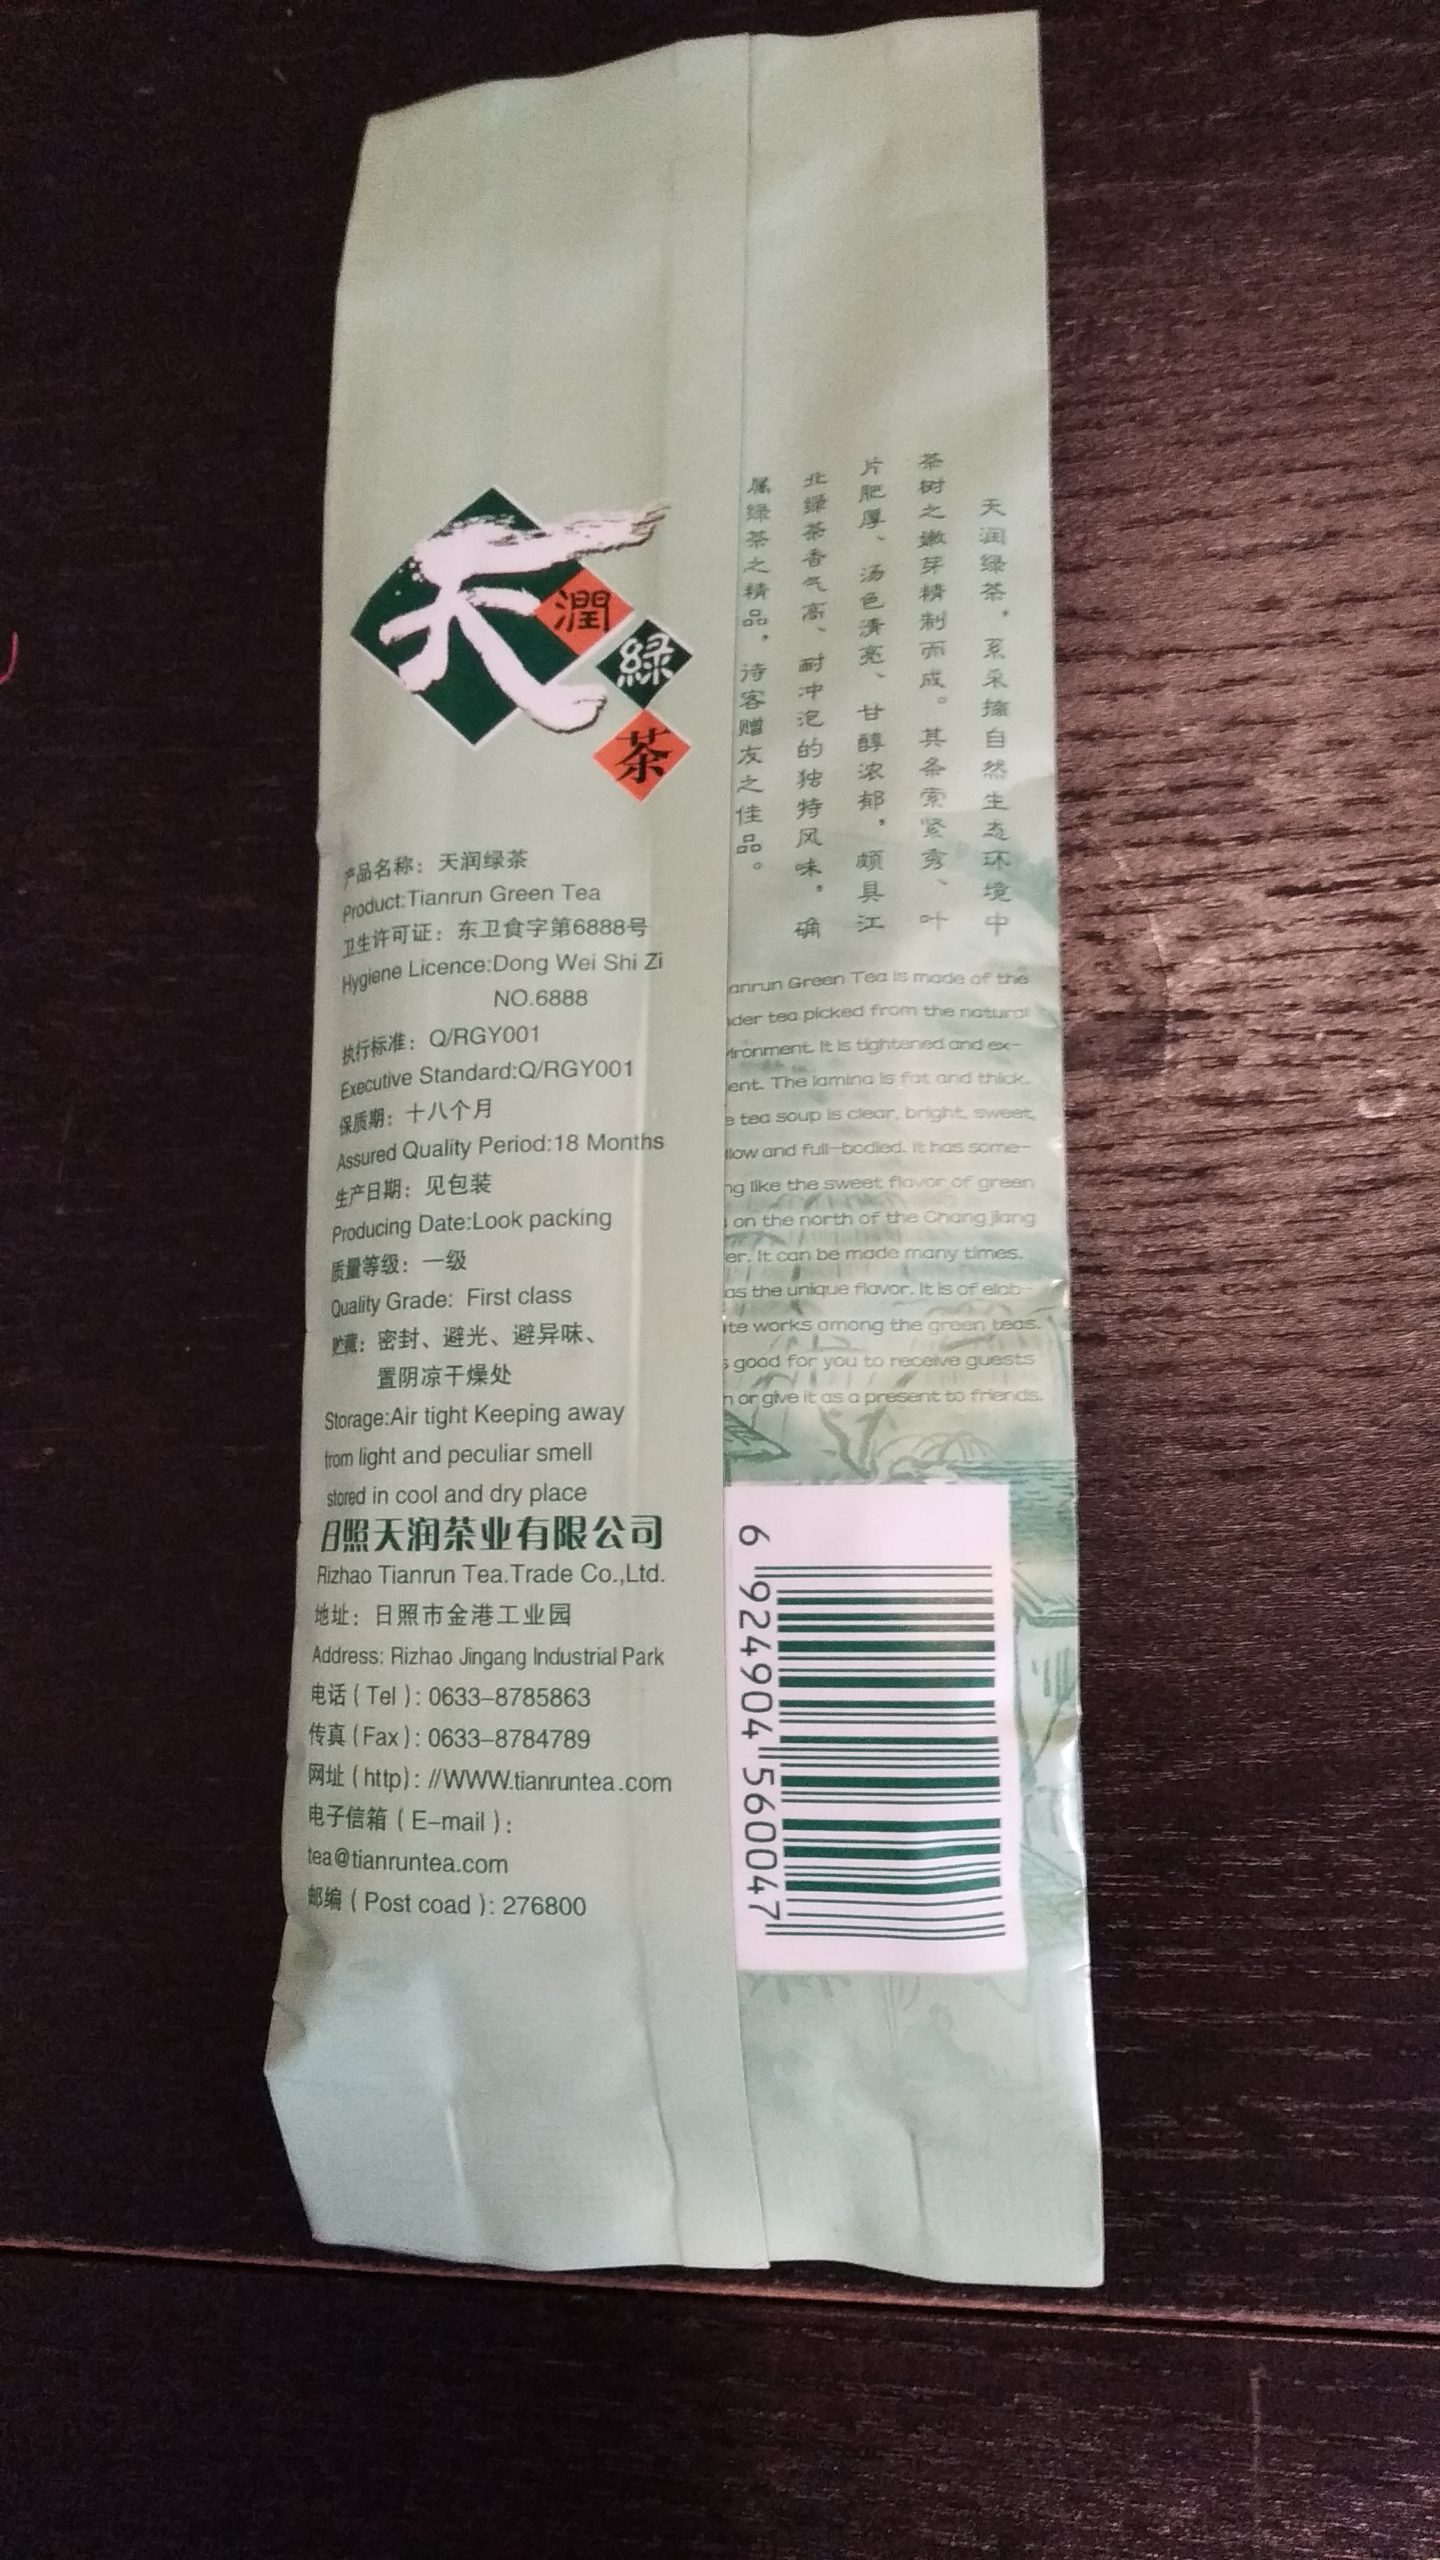 天
潤
緑
茶
产品名称：天润绿茶
Product:Tianrun Green Tea
卫生许可证：东卫食字第6888号
Hygiene Licence:Dong Wei Shi Zi
NO.6888
执行标准：Q/RGY001
Executive Standard:Q/RGY001
保质期：十八个月
Assured Quality Period:18 Months
生产日期：见包装
Producing Date:Look packing
质量等级：一级
Quality Grade: First class
贮藏：密封、避光、避异味、
置阴凉干燥处
Storage:Air tight Keeping away
from light and peculiar smell
stored in cool and dry place
日照天润茶业有限公司
Rizhao Tianrun Tea.Trade Co.,Ltd.
地址：日照市金港工业园
Address: Rizhao Jingang Industrial Park
电话（Tel）：0633-8785863
传真（Fax）：0633-8784789
网址（http）：//WWW.tianruntea.com
电子信箱（E-mail）：
tea@tianruntea.com
邮编（Post coad）：276800
天润绿茶，系采摘自然生态环境中
茶树之嫩芽精制而成。其条索紧秀、叶
片肥厚、汤色清亮、甘醇浓郁，颇具江
北绿茶香气高、耐冲泡的独特风味，确
属绿茶之精品，待客赠友之佳品。
anrun Green Tea is made of the
der tea picked from the natural
ironment. It is tightened and ex-
ent. The lamina is fat and thick.
e tea soup is clear, bright, sweet,
llow and full-bodied. It has some-
ng like the sweet flavor of green
on the north of the Changjiang
er. It can be made many times.
as the unique flavor. It is of elab-
te works among the green teas.
s good for you to receive guests
n or give it as a present to friends.
6 924904 560047